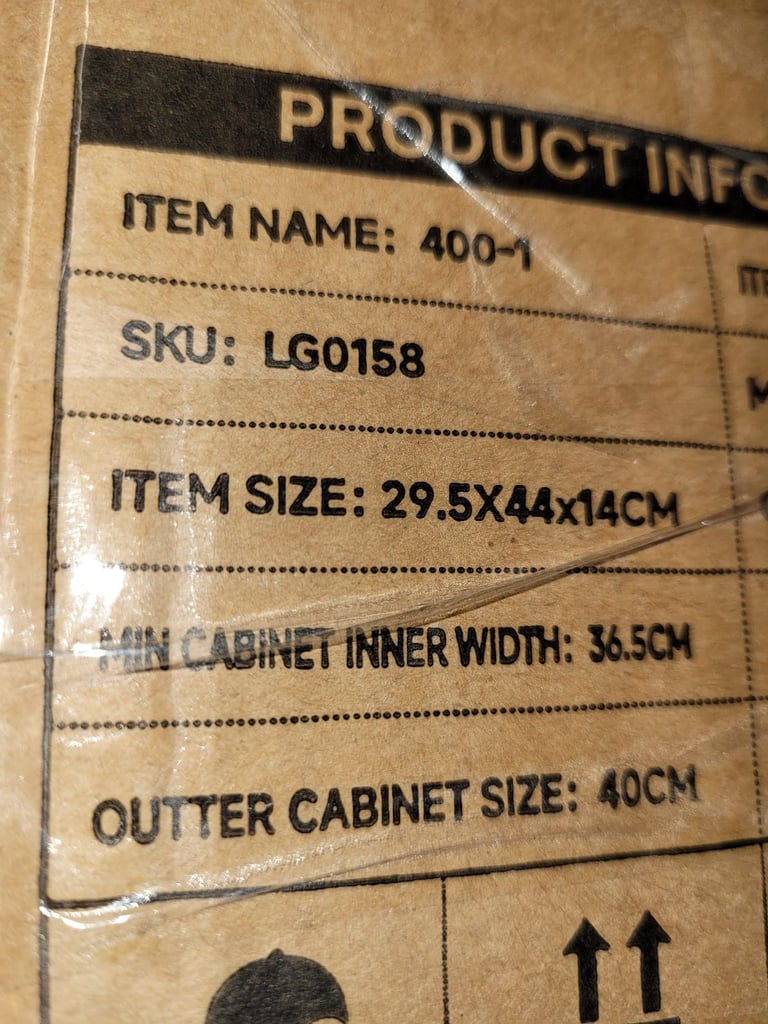 PRODUCT INFO
ITEM NAME: 400-1
ITE
SKU: LG0158
M
ITEM SIZE: 29.5X44x14CM
MIN CABINET INNER WIDTH: 36.5CM
OUTTER CABINET SIZE: 40CM